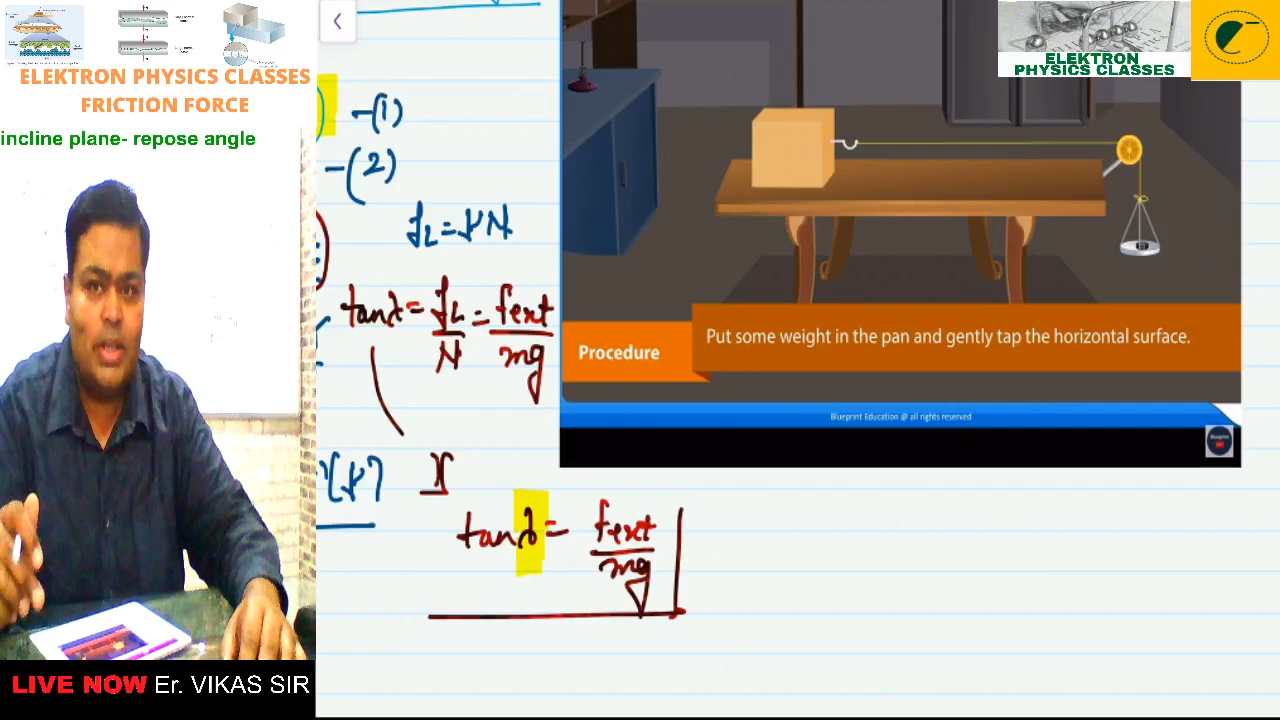 ELEKTRON PHYSICS CLASSES
FRICTION FORCE
incline plane- repose angle
ELEKTRON
PHYSICS CLASSES
-(1)
-(2)
fL = μN
tanλ = fL/N = fext/mg
Put some weight in the pan and gently tap the horizontal surface.
Procedure
Blueprint Education @ all rights reserved
tanλ = fext/mg
LIVE NOW Er. VIKAS SIR